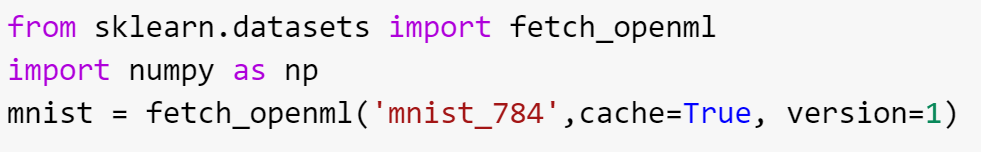 from sklearn.datasets import fetch_openml
import numpy as np
mnist = fetch_openml('mnist_784',cache=True, version=1)